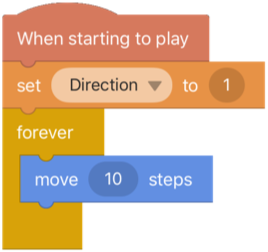 When starting to play
set Direction to 1
forever
move 10 steps